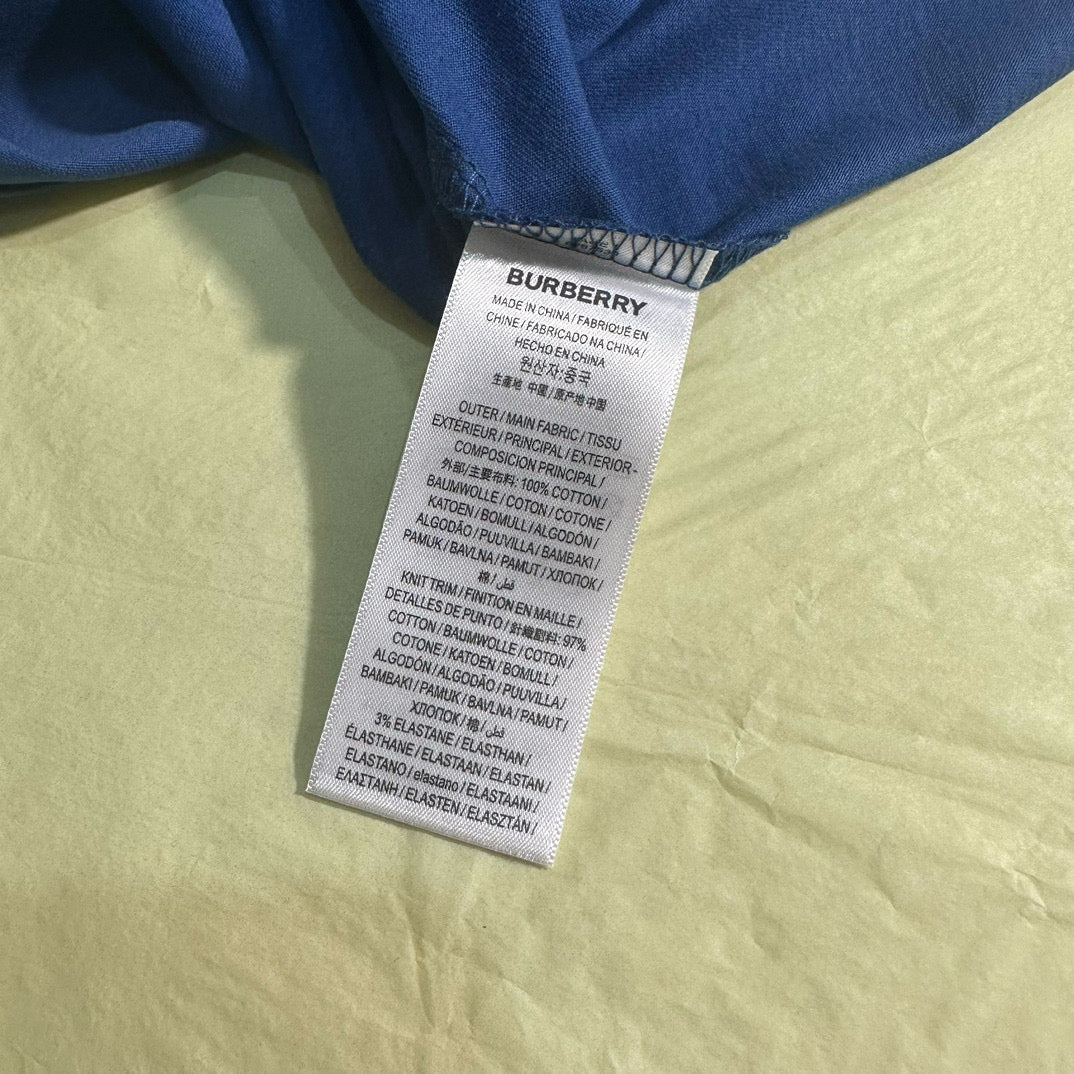 BURBERRY
MADE IN CHINA / FABRIQUÉ EN
CHINE / FABRICADO NA CHINA /
HECHO EN CHINA
원산자:중국
生產地 中國 / 原产地 中国
OUTER / MAIN FABRIC / TISSU
EXTÉRIEUR / PRINCIPAL / EXTERIOR-
COMPOSICION PRINCIPAL /
外部/主要布料: 100% COTTON /
BAUMWOLLE / COTON / COTONE /
KATOEN / BOMULL / ALGODÓN /
ALGODÃO / PUUVILLA / BAMBAKI /
PAMUK / BAVLNA / PAMUT / ХЛОПОК /
棉 / قطن
KNIT TRIM / FINITION EN MAILLE /
DETALLES DE PUNTO / 針織副料: 97%
COTTON / BAUMWOLLE / COTON /
COTONE / KATOEN / BOMULL /
ALGODÓN / ALGODÃO / PUUVILLA /
BAMBAKI / PAMUK / BAVLNA / PAMUT /
ХЛОПОК / 棉 / قطن
3% ELASTANE / ELASTHAN /
ÉLASTHANE / ELASTAAN / ELASTAN /
ELASTANO / elastano / ELASTAANI /
ΕΛΑΣΤΑΝΗ / ELASTEN / ELASZTÁN /